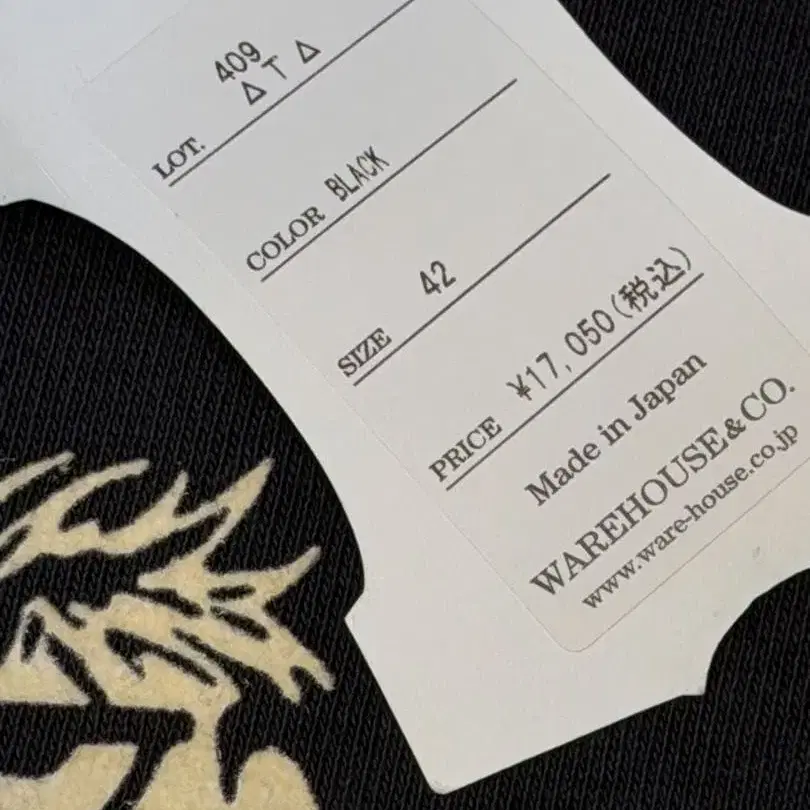 LOT. 409
△ T △
COLOR BLACK
SIZE 42
PRICE ¥17,050(税込)
Made in Japan
WAREHOUSE & CO.
www.ware-house.co.jp